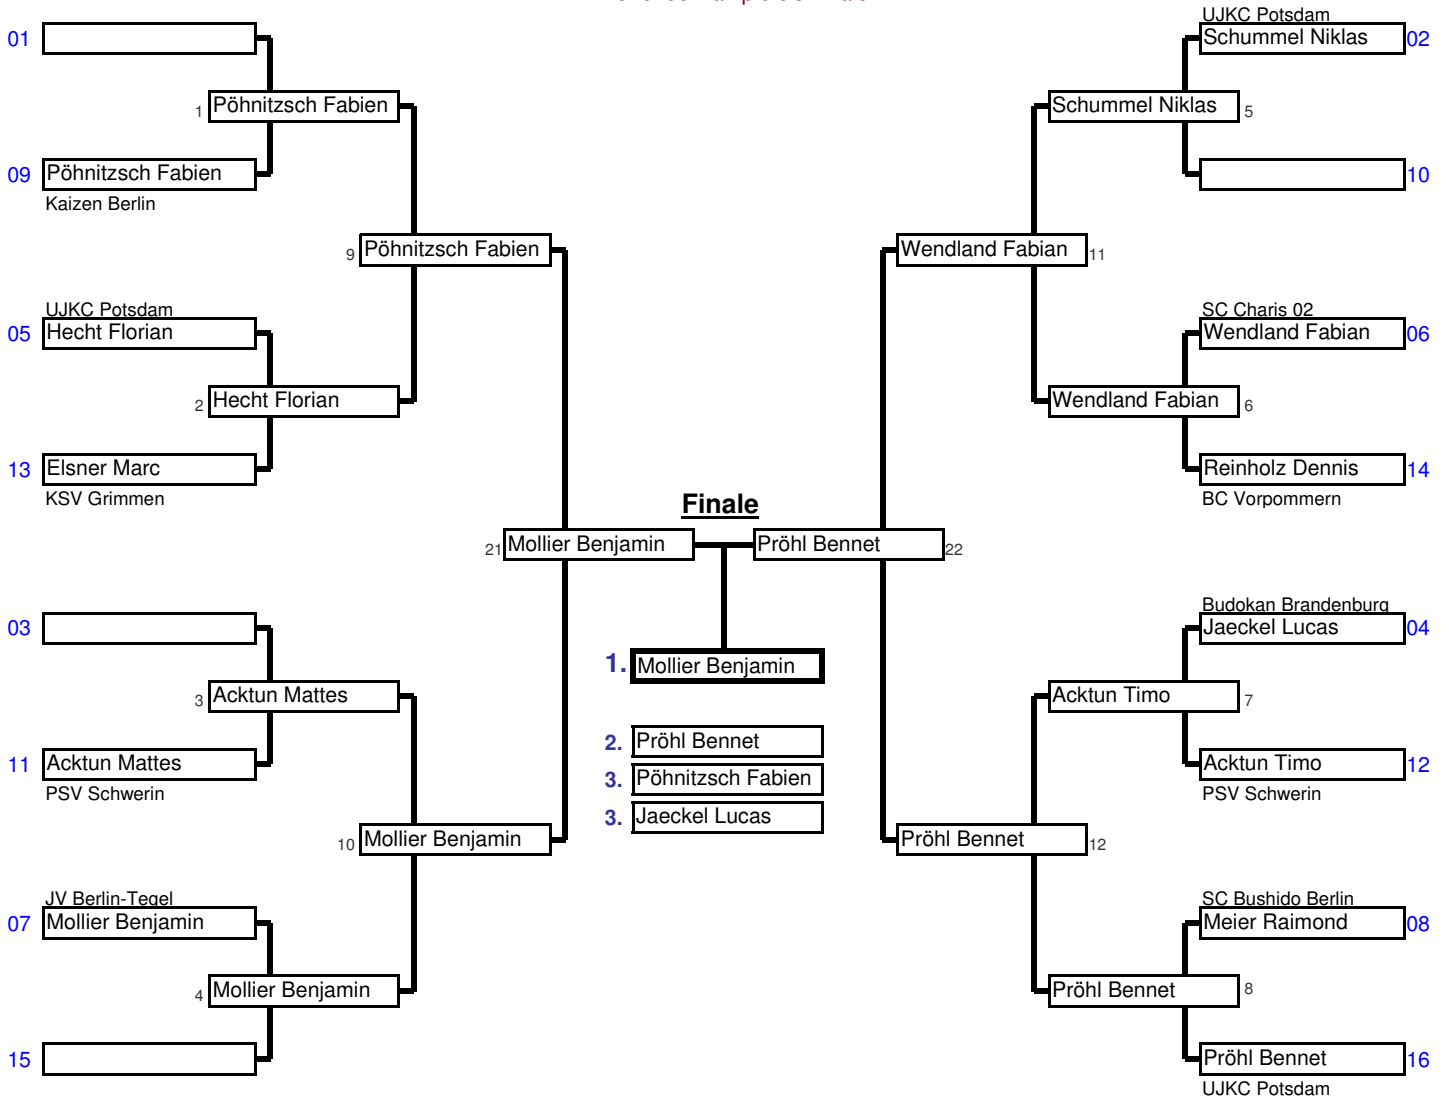 UJKC Potsdam
01
Schummel Niklas 02
1 Pöhnitzsch Fabien
Schummel Niklas 5
09 Pöhnitzsch Fabien
Kaizen Berlin
10
9 Pöhnitzsch Fabien
Wendland Fabian 11
UJKC Potsdam
05 Hecht Florian
SC Charis 02
Wendland Fabian 06
2 Hecht Florian
Wendland Fabian 6
13 Elsner Marc
KSV Grimmen
Reinholz Dennis 14
BC Vorpommern
Finale
21 Mollier Benjamin
Pröhl Bennet 22
03
Budokan Brandenburg
Jaeckel Lucas 04
1. Mollier Benjamin
3 Acktun Mattes
Acktun Timo 7
2. Pröhl Bennet
11 Acktun Mattes
PSV Schwerin
3. Pöhnitzsch Fabien
Acktun Timo 12
PSV Schwerin
3. Jaeckel Lucas
10 Mollier Benjamin
Pröhl Bennet 12
JV Berlin-Tegel
07 Mollier Benjamin
SC Bushido Berlin
Meier Raimond 08
4 Mollier Benjamin
Pröhl Bennet 8
15
Pröhl Bennet 16
UJKC Potsdam